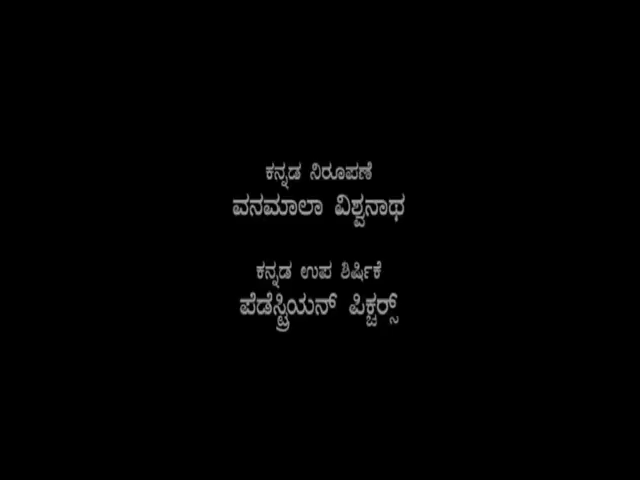 ಕನ್ನಡ ನಿರೂಪಣೆ
ವನಮಾಲಾ ವಿಶ್ವನಾಥ
ಕನ್ನಡ ಉಪ ಶಿರ್ಷಿಕೆ
ಪೆಡೆಸ್ಟ್ರಿಯನ್ ಪಿಕ್ಚರ್ಸ್